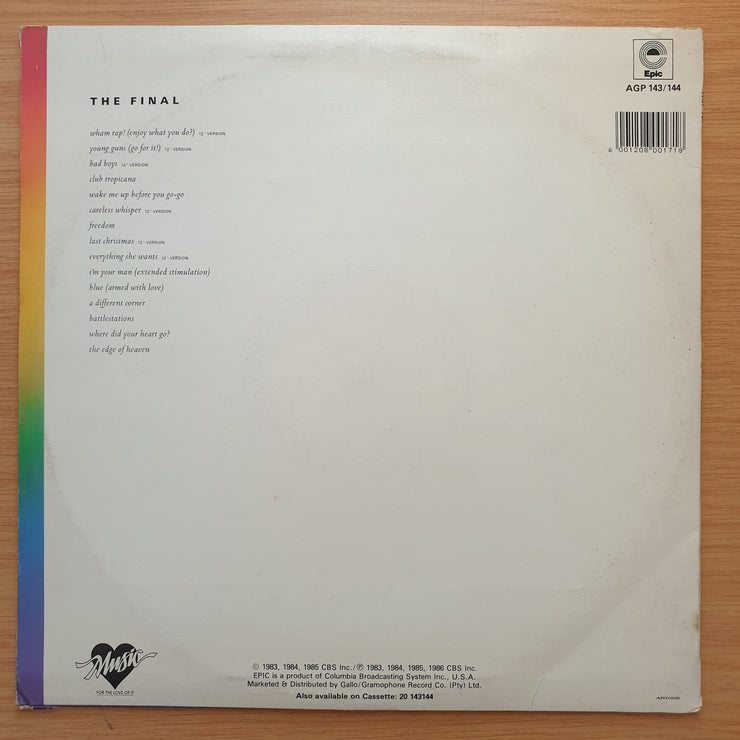 Epic
AGP 143/144
6 001208 001718
THE FINAL
wham rap! (enjoy what you do?) 12" VERSION
young guns (go for it!) 12" VERSION
bad boys 12" VERSION
club tropicana
wake me up before you go-go
careless whisper 12" VERSION
freedom
last christmas 12" VERSION
everything she wants 12" VERSION
i'm your man (extended stimulation)
blue (armed with love)
a different corner
battlestations
where did your heart go?
the edge of heaven
Music
FOR THE LOVE OF IT
© 1983, 1984, 1985 CBS Inc./℗ 1983, 1984, 1985, 1986 CBS Inc.
EPIC is a product of Columbia Broadcasting System Inc., U.S.A.
Marketed & Distributed by Gallo/Gramophone Record Co. (Pty) Ltd.
Also available on Cassette: 20 143144
ARTONE